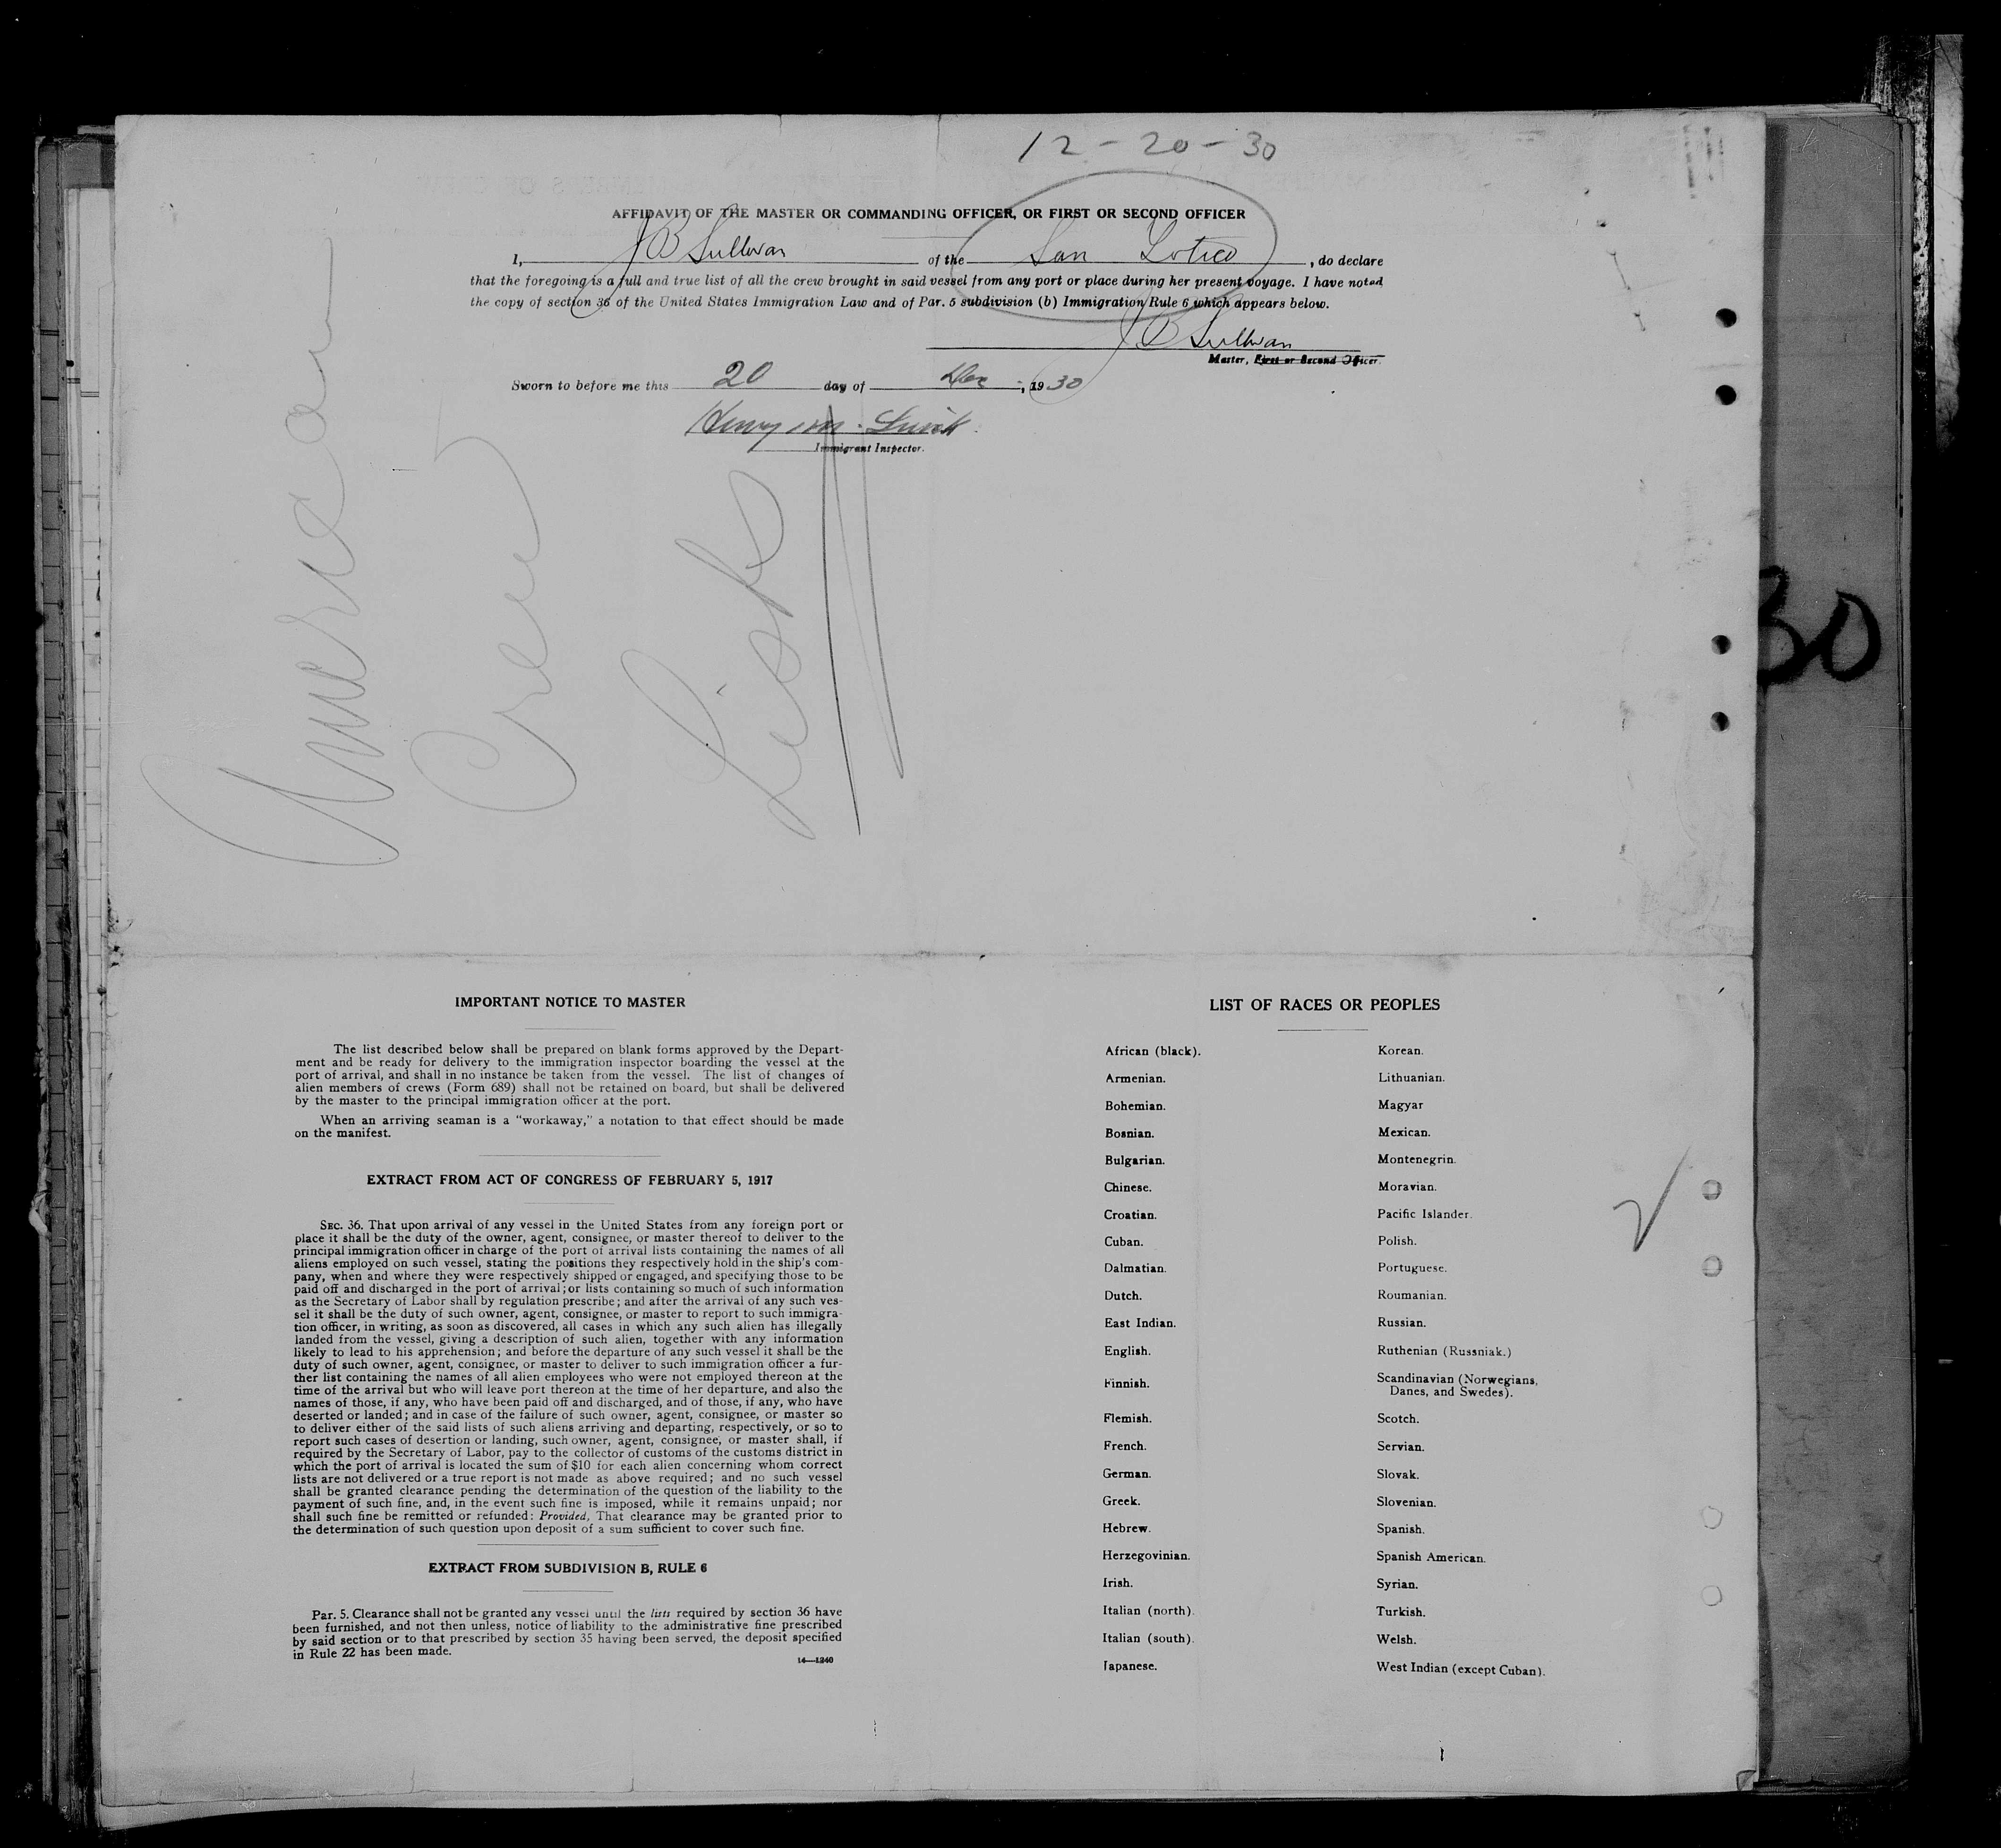 12-20-30
AFFIDAVIT OF THE MASTER OR COMMANDING OFFICER, OR FIRST OR SECOND OFFICER
I, J B Sullivan of the San , do declare
that the foregoing is a full and true list of all the crew brought in said vessel from any port or place during her present voyage. I have noted
the copy of section 36 of the United States Immigration Law and of Par. 5 subdivision (b) Immigration Rule 6 which appears below.
J B Sullivan
Master, First or Second Officer.
Sworn to before me this 20 day of Dec , 1930
Henry M.
Immigrant Inspector.
American
Crew
List
30
IMPORTANT NOTICE TO MASTER
The list described below shall be prepared on blank forms approved by the Depart-
ment and be ready for delivery to the immigration inspector boarding the vessel at the
port of arrival, and shall in no instance be taken from the vessel. The list of changes of
alien members of crews (Form 689) shall not be retained on board, but shall be delivered
by the master to the principal immigration officer at the port.
When an arriving seaman is a "workaway," a notation to that effect should be made
on the manifest.
EXTRACT FROM ACT OF CONGRESS OF FEBRUARY 5, 1917
SEC. 36. That upon arrival of any vessel in the United States from any foreign port or
place it shall be the duty of the owner, agent, consignee, or master thereof to deliver to the
principal immigration officer in charge of the port of arrival lists containing the names of all
aliens employed on such vessel, stating the positions they respectively hold in the ship's com-
pany, when and where they were respectively shipped or engaged, and specifying those to be
paid off and discharged in the port of arrival; or lists containing so much of such information
as the Secretary of Labor shall by regulation prescribe; and after the arrival of any such ves-
sel it shall be the duty of such owner, agent, consignee, or master to report to such immigra-
tion officer, in writing, as soon as discovered, all cases in which any such alien has illegally
landed from the vessel, giving a description of such alien, together with any information
likely to lead to his apprehension; and before the departure of any such vessel it shall be the
duty of such owner, agent, consignee, or master to deliver to such immigration officer a fur-
ther list containing the names of all alien employees who were not employed thereon at the
time of the arrival but who will leave port thereon at the time of her departure, and also the
names of those, if any, who have been paid off and discharged, and of those, if any, who have
deserted or landed; and in case of the failure of such owner, agent, consignee, or master so
to deliver either of the said lists of such aliens arriving and departing, respectively, or so to
report such cases of desertion or landing, such owner, agent, consignee, or master shall, if
required by the Secretary of Labor, pay to the collector of customs of the customs district in
which the port of arrival is located the sum of $10 for each alien concerning whom correct
lists are not delivered or a true report is not made as above required; and no such vessel
shall be granted clearance pending the determination of the question of the liability to the
payment of such fine, and, in the event such fine is imposed, while it remains unpaid; nor
shall such fine be remitted or refunded: Provided, That clearance may be granted prior to
the determination of such question upon deposit of a sum sufficient to cover such fine.
EXTRACT FROM SUBDIVISION B, RULE 6
Par. 5. Clearance shall not be granted any vessel until the lists required by section 36 have
been furnished, and not then unless, notice of liability to the administrative fine prescribed
by said section or to that prescribed by section 35 having been served, the deposit specified
in Rule 22 has been made.
14—1240
LIST OF RACES OR PEOPLES
African (black).
Armenian.
Bohemian.
Bosnian.
Bulgarian.
Chinese.
Croatian.
Cuban.
Dalmatian.
Dutch.
East Indian.
English.
Finnish.
Flemish.
French.
German.
Greek.
Hebrew.
Herzegovinian.
Irish.
Italian (north).
Italian (south).
Japanese.
Korean.
Lithuanian.
Magyar
Mexican.
Montenegrin.
Moravian.
Pacific Islander.
Polish.
Portuguese.
Roumanian.
Russian.
Ruthenian (Russniak.)
Scandinavian (Norwegians,
Danes, and Swedes).
Scotch.
Servian.
Slovak.
Slovenian.
Spanish.
Spanish American.
Syrian.
Turkish.
Welsh.
West Indian (except Cuban).